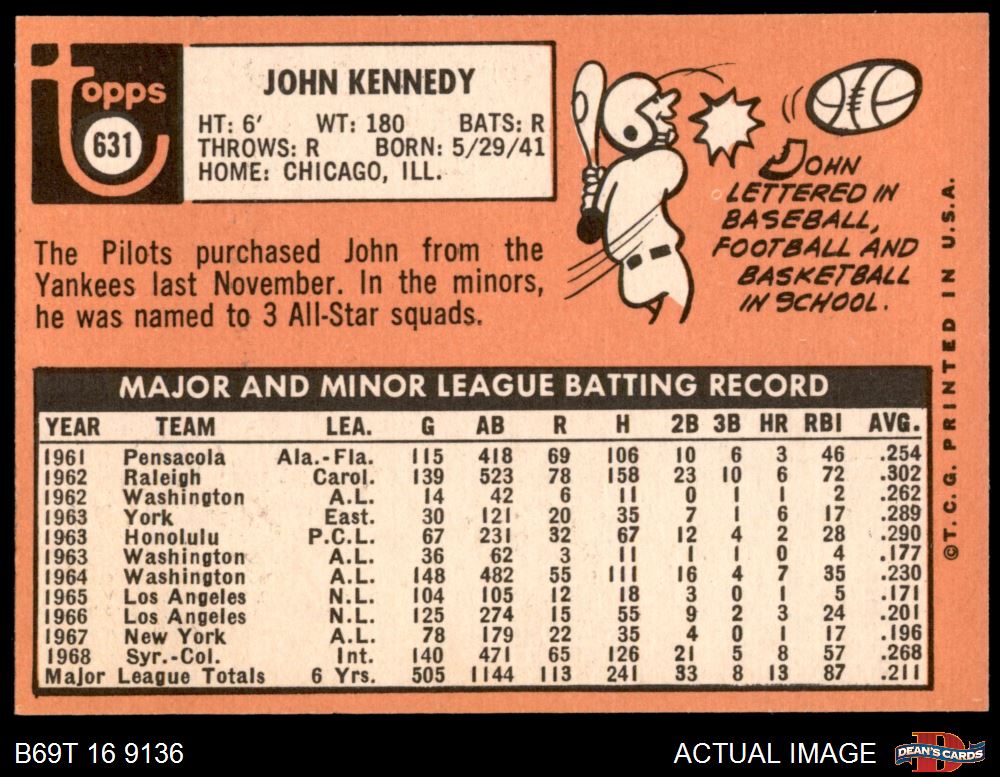 Topps
631
JOHN KENNEDY
HT: 6' WT: 180 BATS: R
THROWS: R BORN: 5/29/41
HOME: CHICAGO, ILL.
The Pilots purchased John from the
Yankees last November. In the minors,
he was named to 3 All-Star squads.
JOHN
LETTERED IN
BASEBALL,
FOOTBALL AND
BASKETBALL
IN SCHOOL.
©T.C.G. PRINTED IN U.S.A.
MAJOR AND MINOR LEAGUE BATTING RECORD
YEAR TEAM LEA. G AB R H 2B 3B HR RBI AVG.
1961 Pensacola Ala.-Fla. 115 418 69 106 10 6 3 46 .254
1962 Raleigh Carol. 139 523 78 158 23 10 6 72 .302
1962 Washington A.L. 14 42 6 11 0 1 1 2 .262
1963 York East. 30 121 20 35 7 1 6 17 .289
1963 Honolulu P.C.L. 67 231 32 67 12 4 2 28 .290
1963 Washington A.L. 36 62 3 11 1 1 0 4 .177
1964 Washington A.L. 148 482 55 111 16 4 7 35 .230
1965 Los Angeles N.L. 104 105 12 18 3 0 1 5 .171
1966 Los Angeles N.L. 125 274 15 55 9 2 3 24 .201
1967 New York A.L. 78 179 22 35 4 0 1 17 .196
1968 Syr.-Col. Int. 140 471 65 126 21 5 8 57 .268
Major League Totals 6 Yrs. 505 1144 113 241 33 8 13 87 .211
B69T 16 9136
ACTUAL IMAGE
D
DEAN'S CARDS